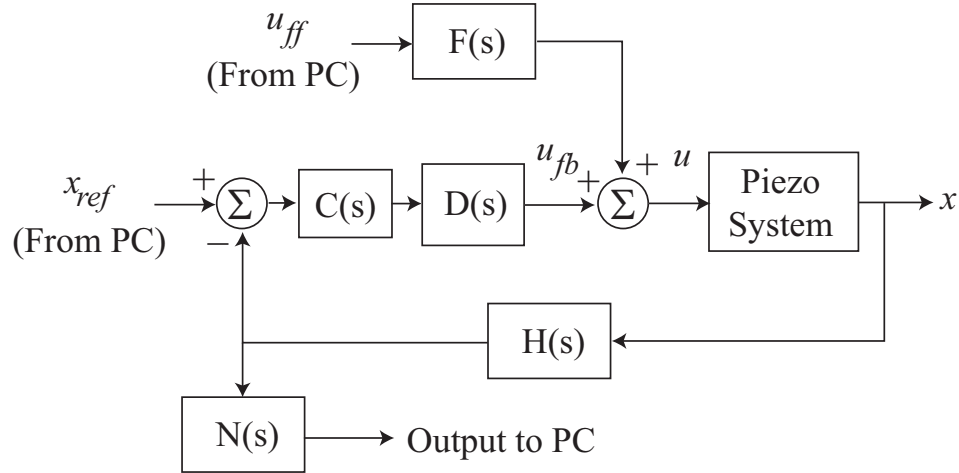 u_ff
F(s)
(From PC)
u_fb
+
+
u
x_ref
+
Σ
C(s)
D(s)
Σ
Piezo
System
x
(From PC)
−
H(s)
N(s)
Output to PC